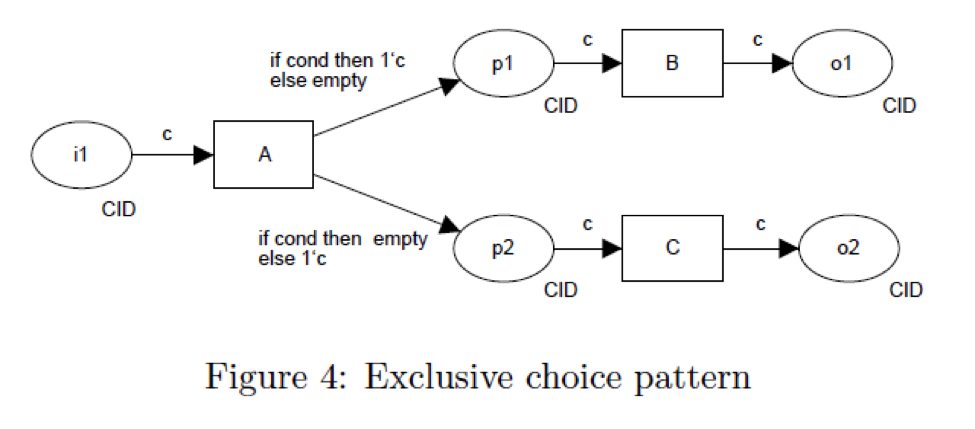 if cond then 1‘c
else empty
c
p1
CID
c
B
c
o1
CID
i1
CID
c
A
if cond then empty
else 1‘c
p2
CID
c
C
c
o2
CID
Figure 4: Exclusive choice pattern